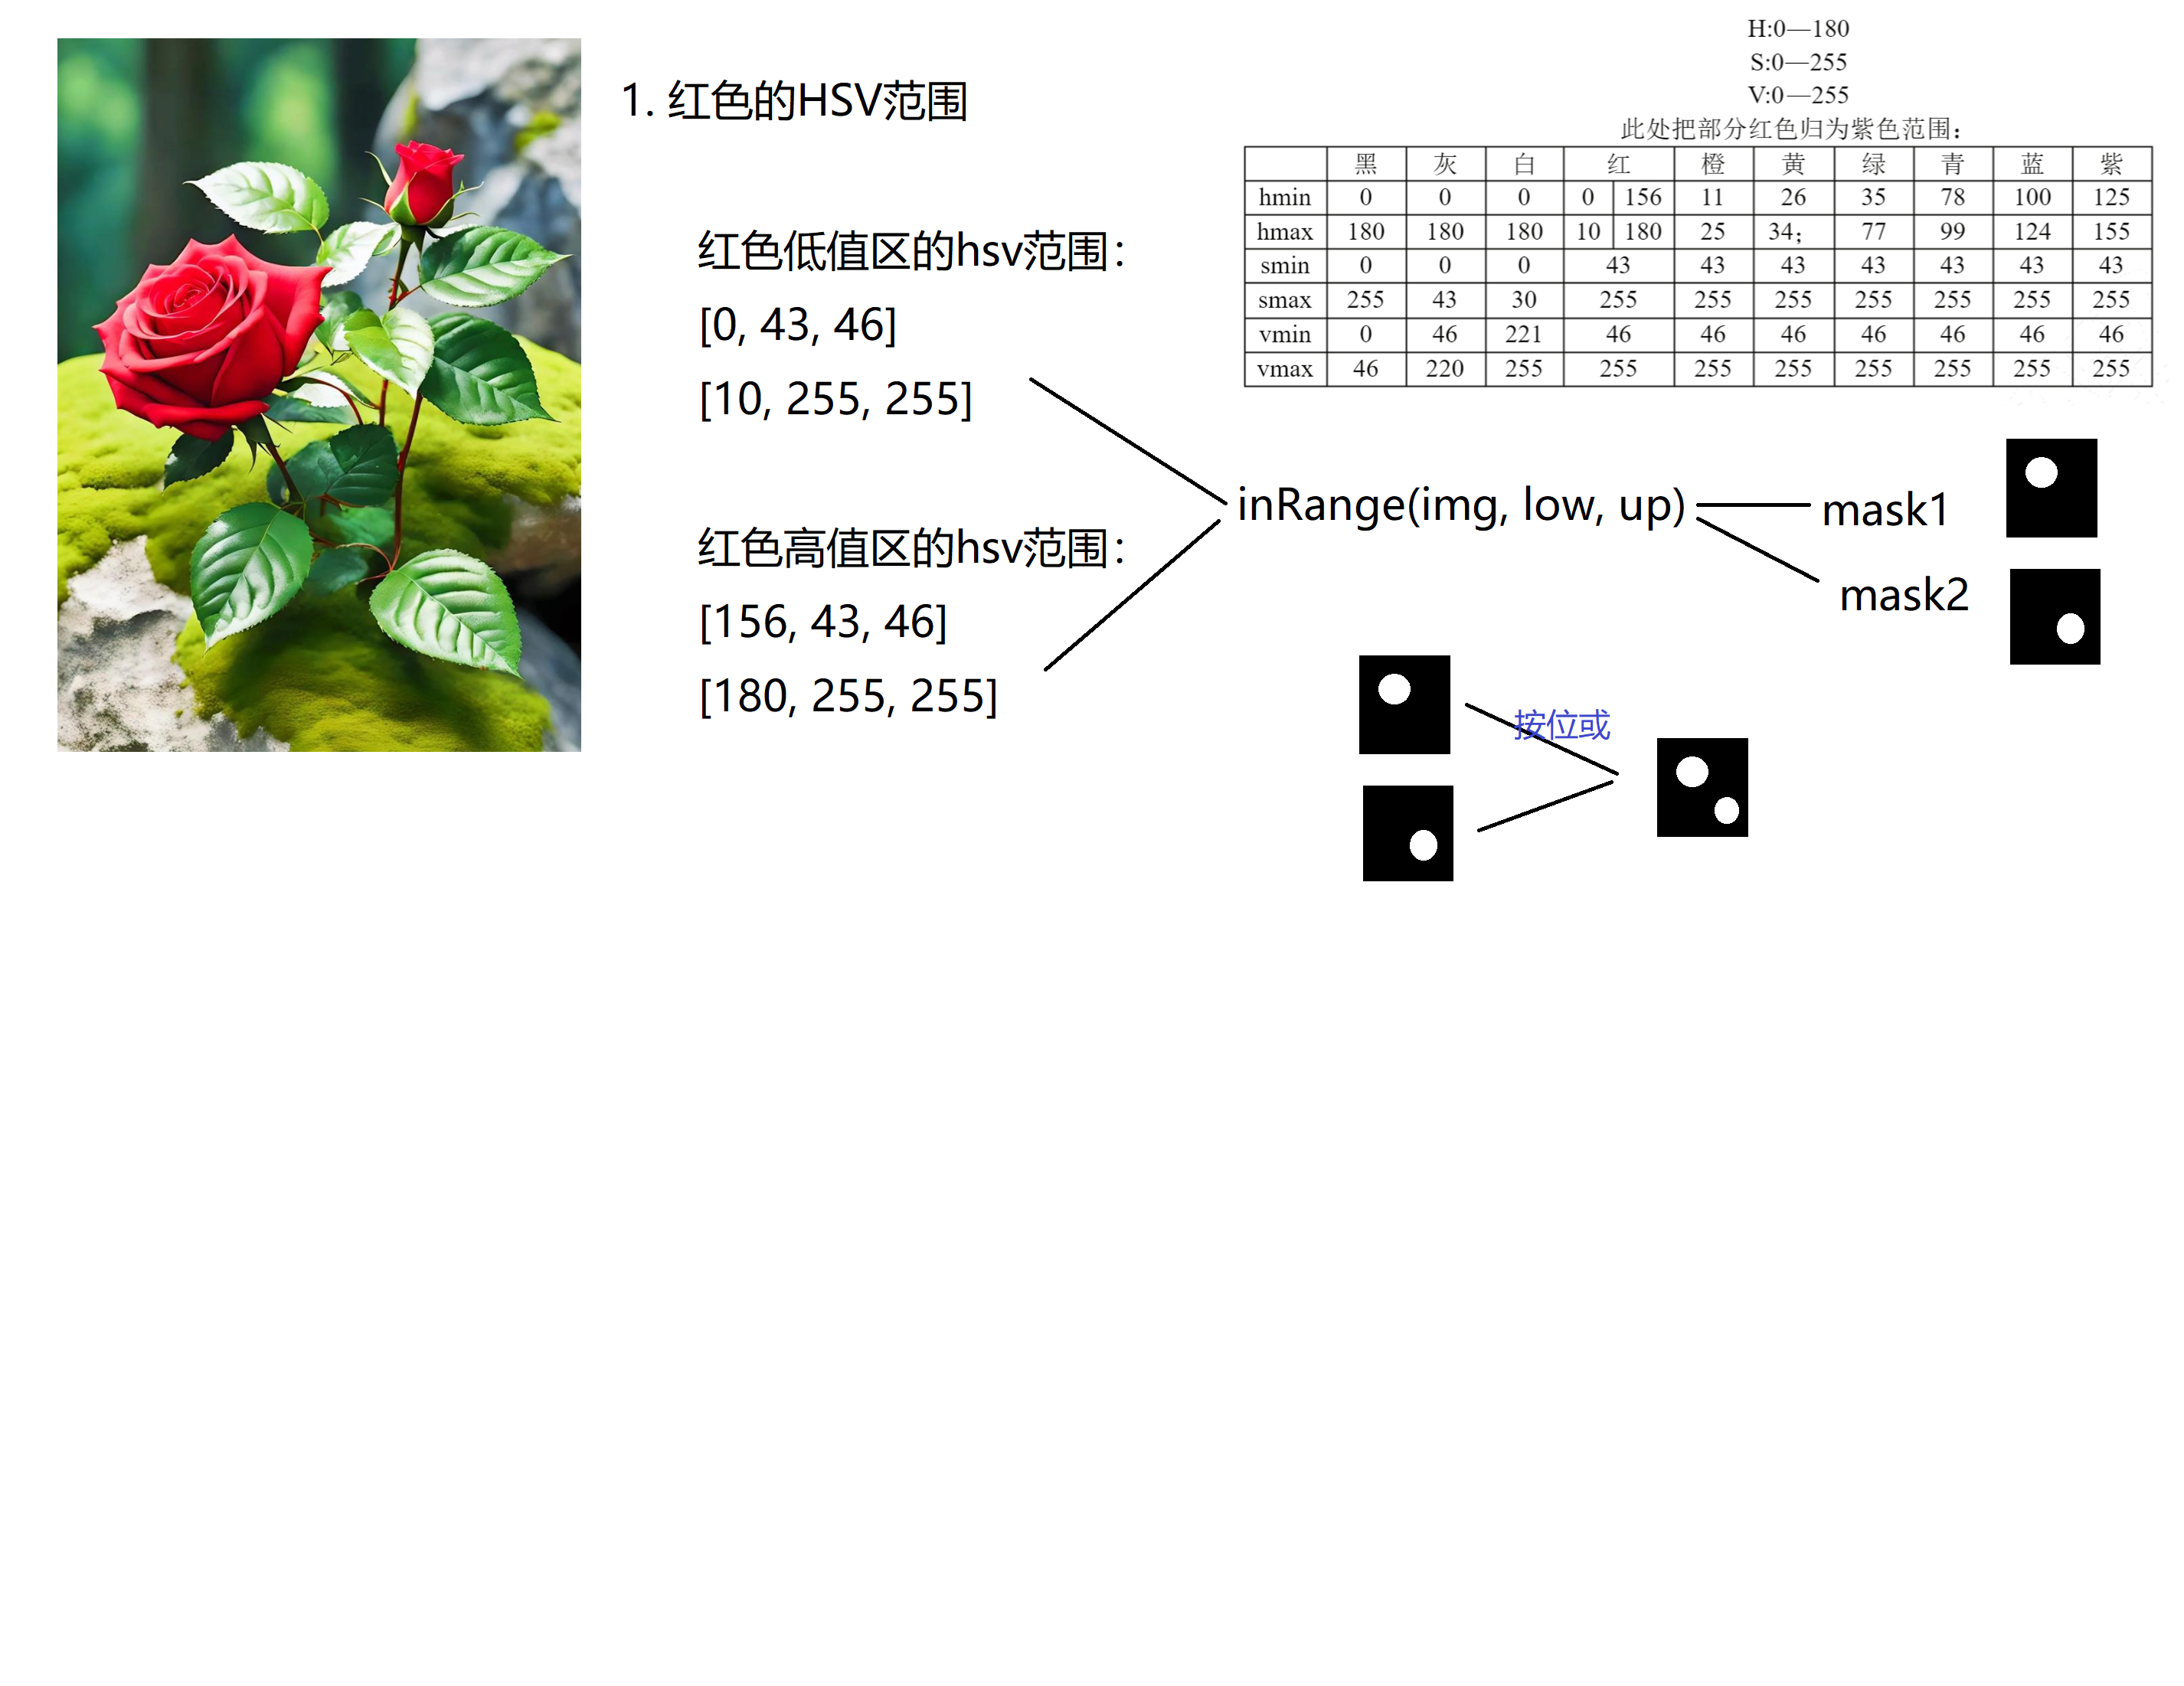 1. 红色的HSV范围
红色低值区的hsv范围：
[0, 43, 46]
[10, 255, 255]
红色高值区的hsv范围：
[156, 43, 46]
[180, 255, 255]
H:0—180
S:0—255
V:0—255
此处把部分红色归为紫色范围：
黑 灰 白 红 橙 黄 绿 青 蓝 紫
hmin 0 0 0 0 156 11 26 35 78 100 125
hmax 180 180 180 10 180 25 34; 77 99 124 155
smin 0 0 0 43 43 43 43 43 43 43
smax 255 43 30 255 255 255 255 255 255 255
vmin 0 46 221 46 46 46 46 46 46 46
vmax 46 220 255 255 255 255 255 255 255 255
inRange(img, low, up)
mask1
mask2
按位或